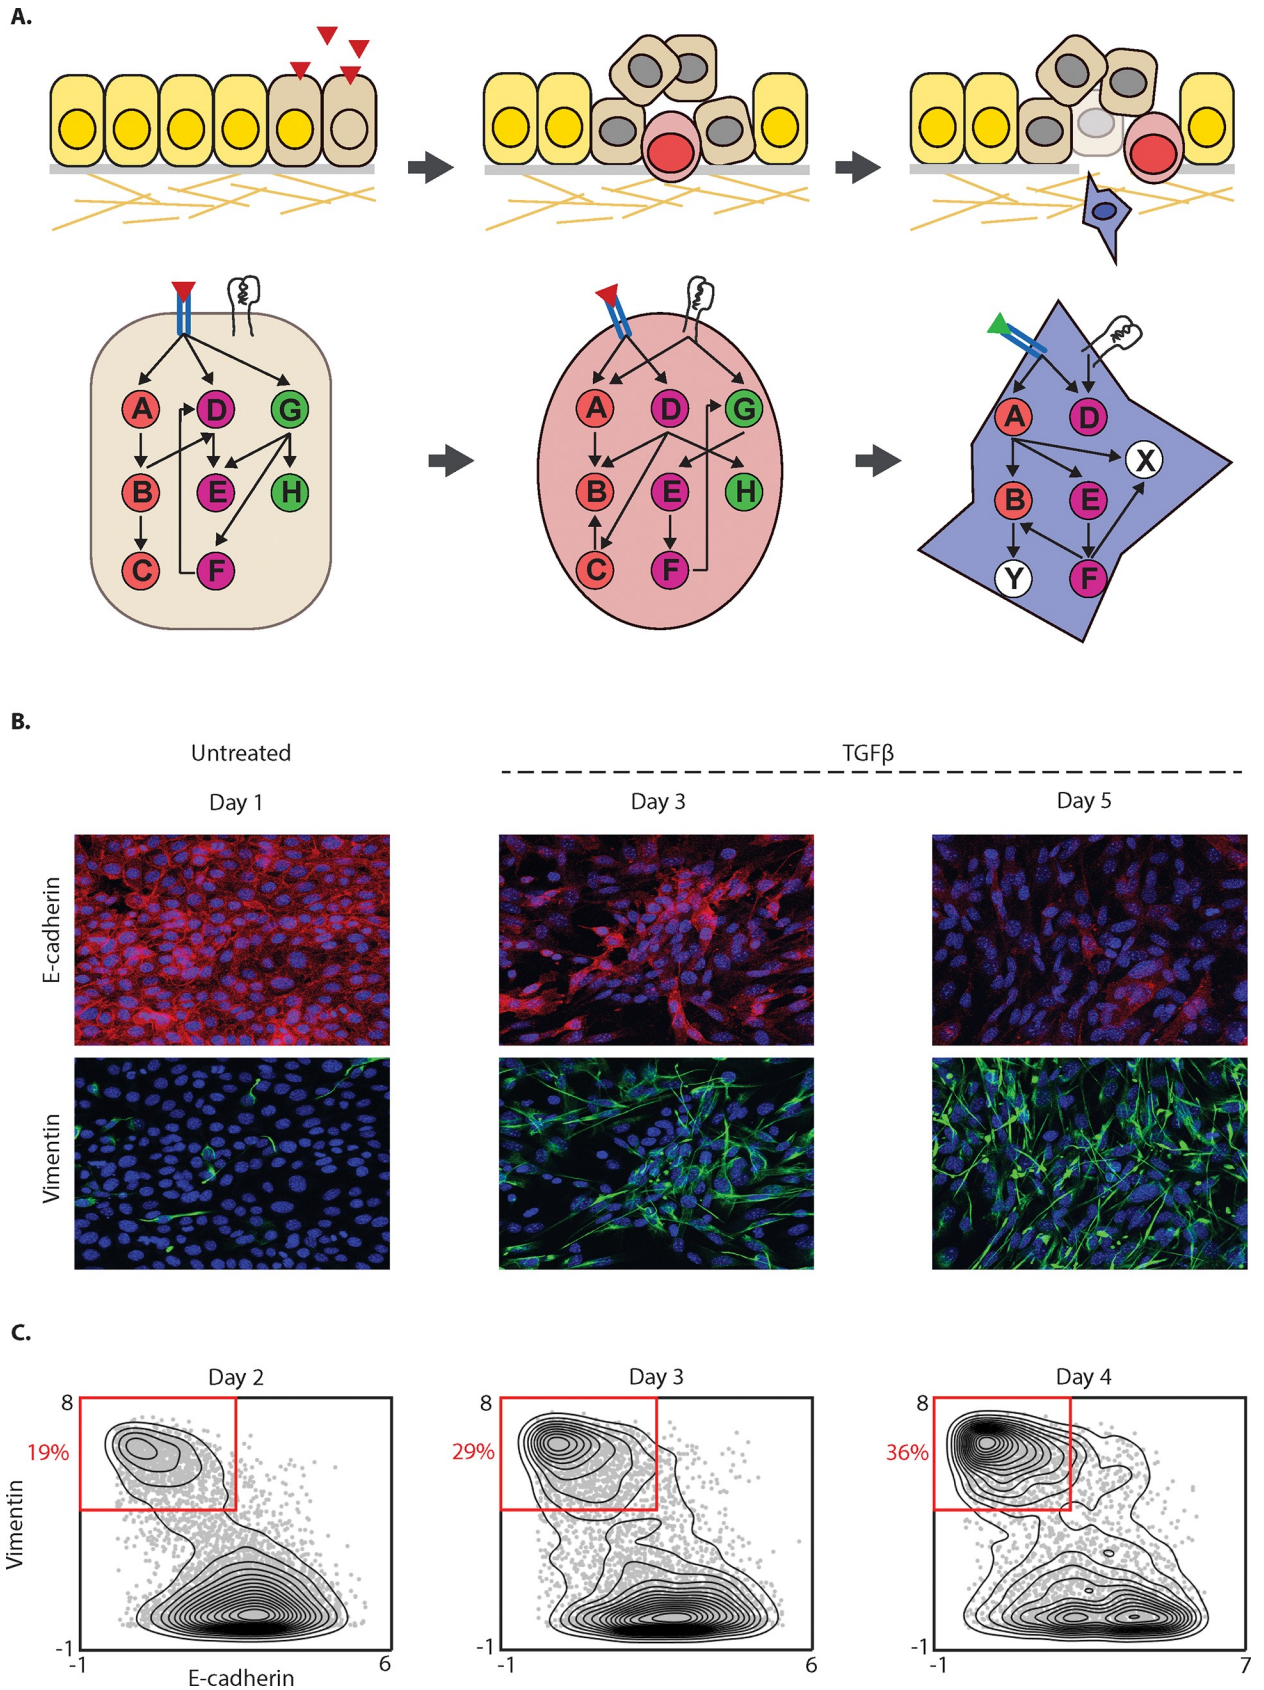 A.
A D G
B E H
C F
A D G
B E H
C F
A D
X
B E
Y F
B.
Untreated TGFβ
Day 1 Day 3 Day 5
E-cadherin
Vimentin
C.
Day 2 Day 3 Day 4
8 8 8
19% 29% 36%
Vimentin
-1 -1 -1
-1 6 -1 6 -1 7
E-cadherin